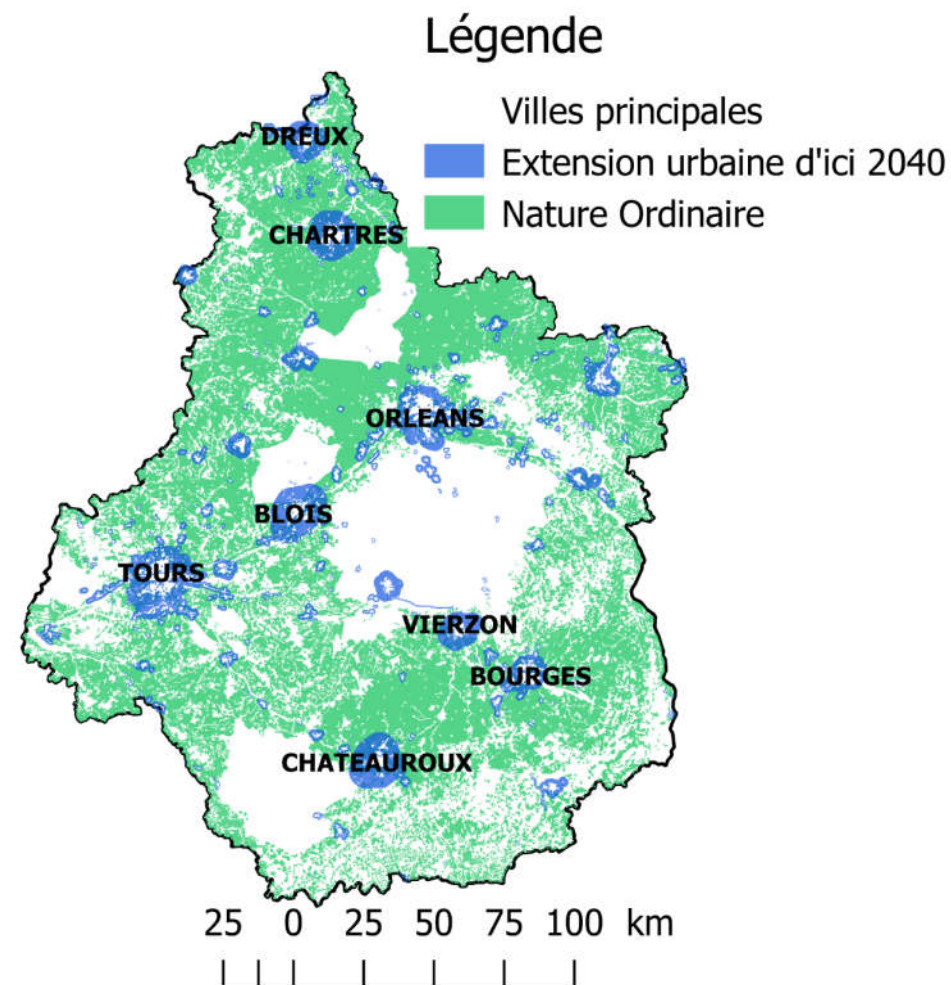 Légende
Villes principales
Extension urbaine d'ici 2040
Nature Ordinaire
DREUX
CHARTRES
ORLEANS
BLOIS
TOURS
VIERZON
BOURGES
CHATEAUROUX
25 0 25 50 75 100 km